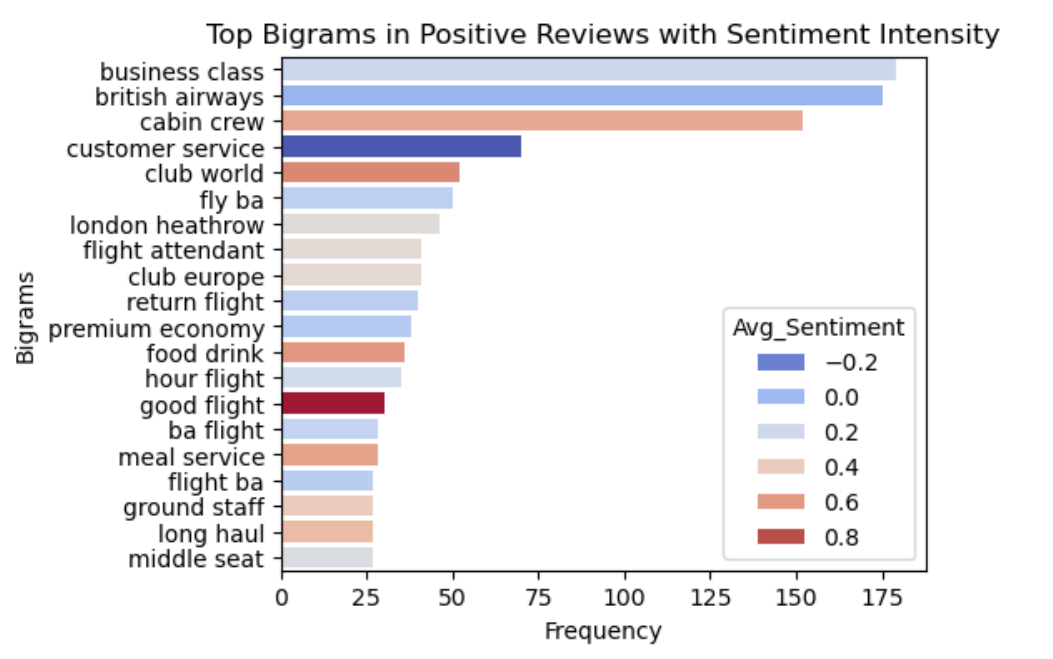 Top Bigrams in Positive Reviews with Sentiment Intensity
business class
british airways
cabin crew
customer service
club world
fly ba
london heathrow
flight attendant
club europe
return flight
premium economy
food drink
hour flight
good flight
ba flight
meal service
flight ba
ground staff
long haul
middle seat
Bigrams
Avg_Sentiment
−0.2
0.0
0.2
0.4
0.6
0.8
0 25 50 75 100 125 150 175
Frequency